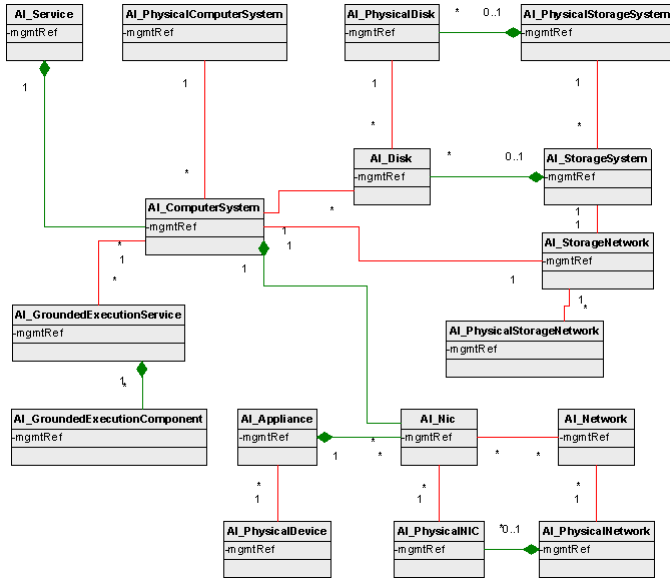 AI_Service
-mgmtRef
AI_PhysicalComputerSystem
-mgmtRef
AI_PhysicalDisk
-mgmtRef
* 0..1
AI_PhysicalStorageSystem
-mgmtRef
1
1
1
1
*
*
*
AI_Disk
-mgmtRef
* 0..1
AI_StorageSystem
-mgmtRef
AI_ComputerSystem
-mgmtRef
*
1
1
1
1
*
1
*
1
1
AI_StorageNetwork
-mgmtRef
1
*
AI_PhysicalStorageNetwork
-mgmtRef
AI_GroundedExecutionService
-mgmtRef
1
*
AI_GroundedExecutionComponent
-mgmtRef
AI_Appliance
-mgmtRef
1
*
*
AI_Nic
-mgmtRef
*
*
AI_Network
-mgmtRef
*
1
*
1
*
1
AI_PhysicalDevice
-mgmtRef
AI_PhysicalNIC
-mgmtRef
*0..1
AI_PhysicalNetwork
-mgmtRef